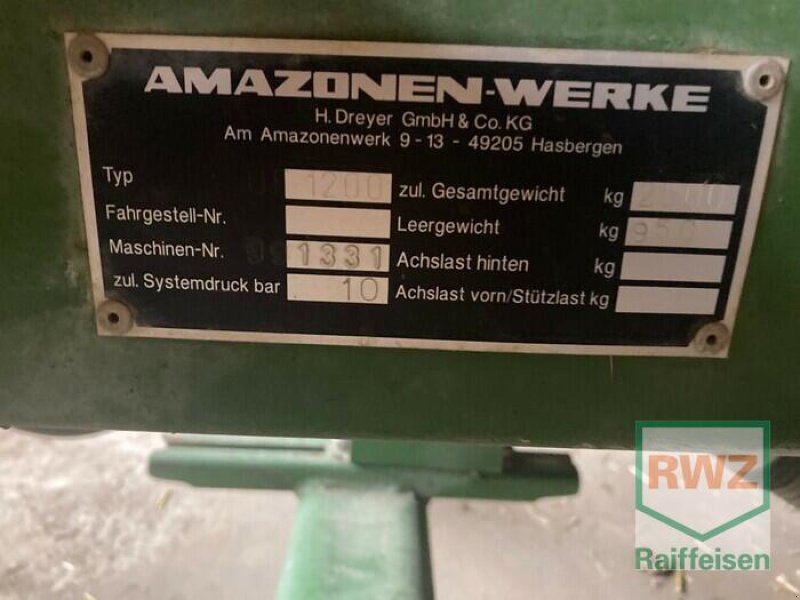 AMAZONEN-WERKE
H. Dreyer GmbH & Co. KG
Am Amazonenwerk 9 - 13 - 49205 Hasbergen
Typ 1200 zul. Gesamtgewicht kg
Fahrgestell-Nr. Leergewicht kg 950
Maschinen-Nr. 1331 Achslast hinten kg
zul. Systemdruck bar 10 Achslast vorn/Stützlast kg
RWZ
Raiffeisen